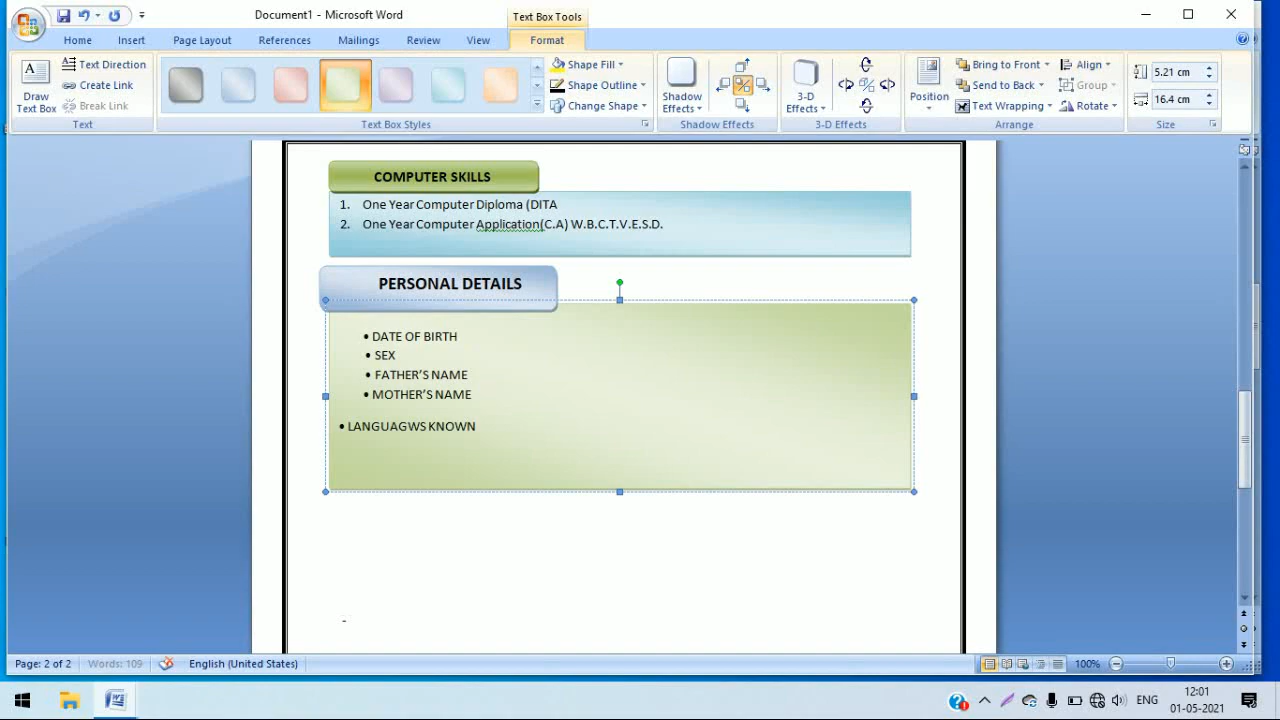 Document1 - Microsoft Word
Text Box Tools
Home Insert Page Layout References Mailings Review View Format
Draw Text Box
Text Direction
Create Link
Break Link
Text
Text Box Styles
Shape Fill
Shape Outline
Change Shape
Shadow Effects
Shadow Effects
3-D Effects
3-D Effects
Position
Bring to Front
Send to Back
Text Wrapping
Align
Group
Rotate
Arrange
5.21 cm
16.4 cm
Size
COMPUTER SKILLS
1. One Year Computer Diploma (DITA
2. One Year Computer Application(C.A) W.B.C.T.V.E.S.D.
PERSONAL DETAILS
• DATE OF BIRTH
• SEX
• FATHER’S NAME
• MOTHER’S NAME
• LANGUAGWS KNOWN
-
Page: 2 of 2 Words: 109 English (United States) 100%
ENG
12:01
01-05-2021